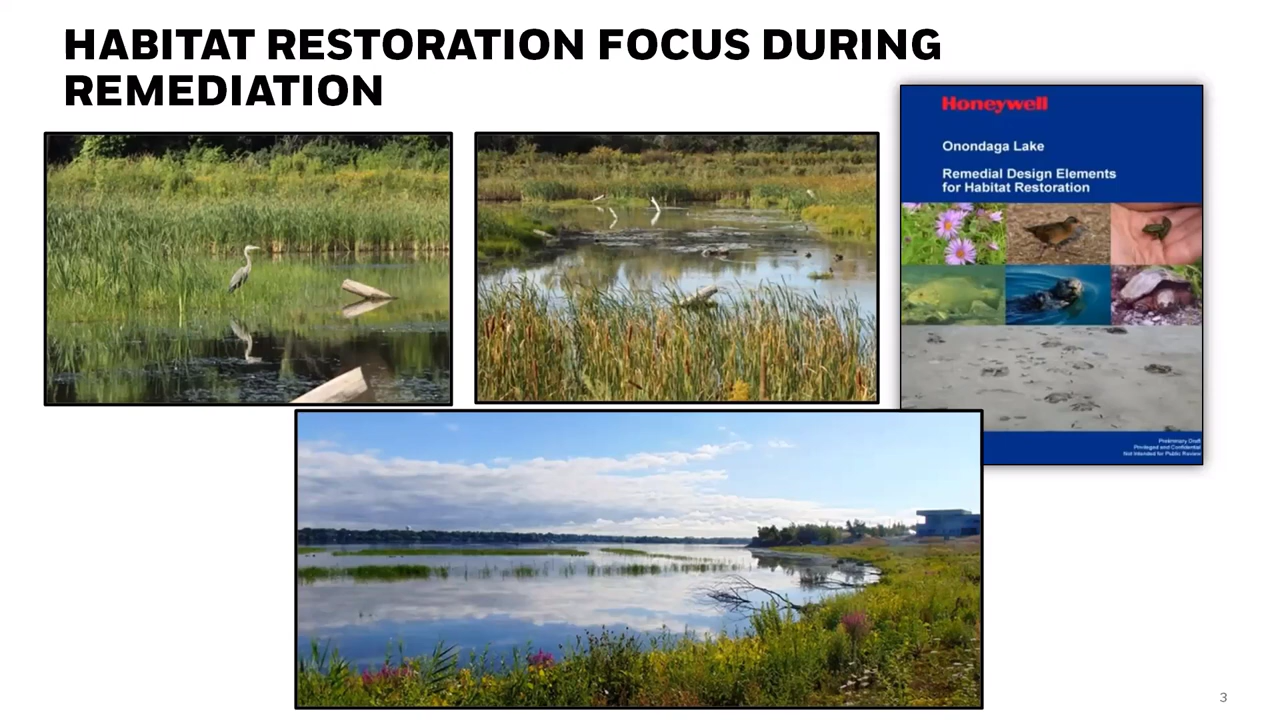 HABITAT RESTORATION FOCUS DURING
REMEDIATION
Honeywell
Onondaga Lake
Remedial Design Elements
for Habitat Restoration
Preliminary Draft
Privileged and Confidential
Not Intended for Public Review
3